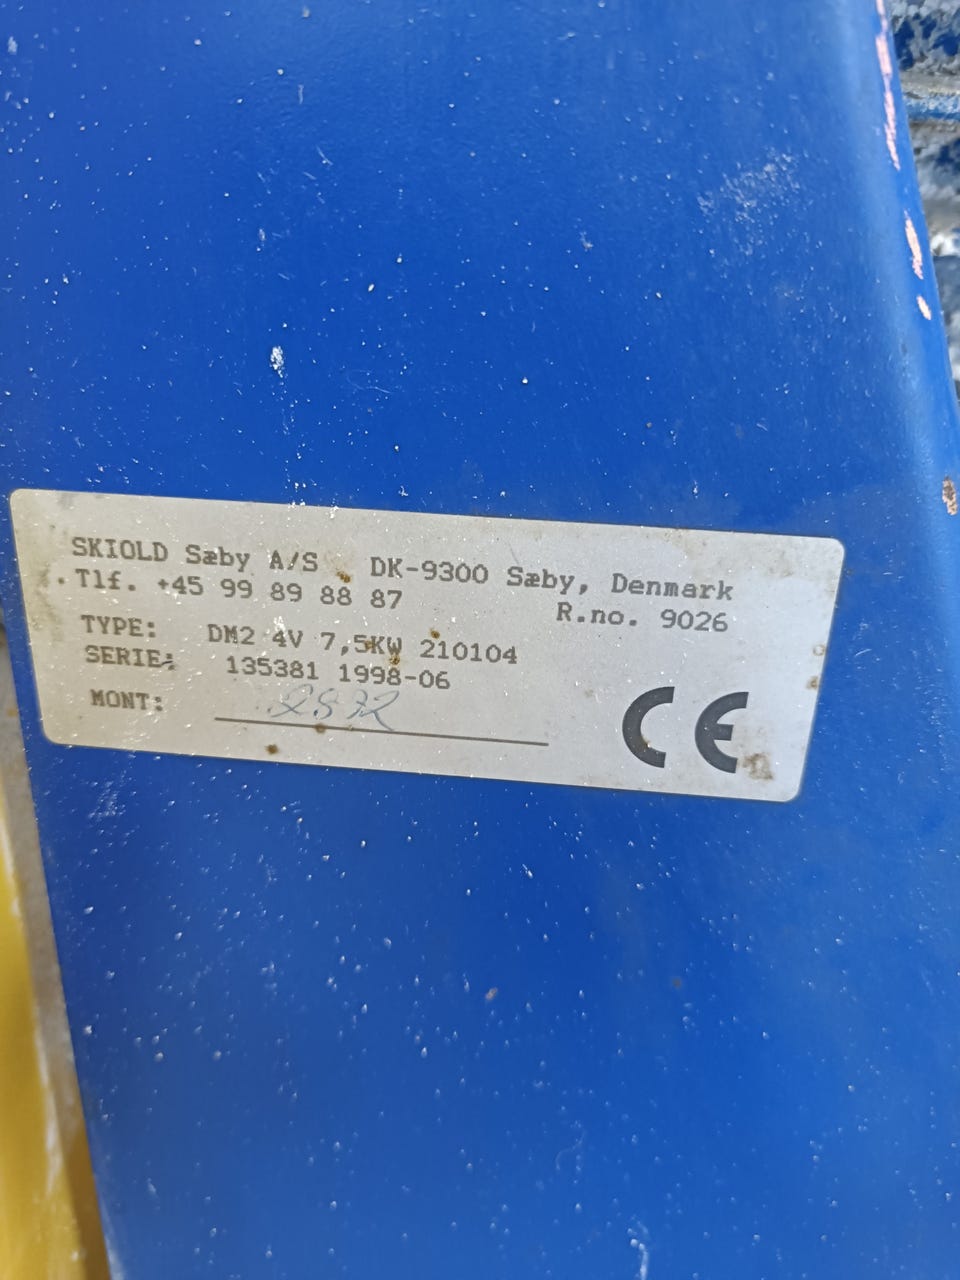 SKIOLD Sæby A/S DK-9300 Sæby, Denmark
Tlf. +45 99 89 88 87 R.no. 9026
TYPE: DM2 4V 7,5KW 210104
SERIE: 135381 1998-06
MONT:
CE